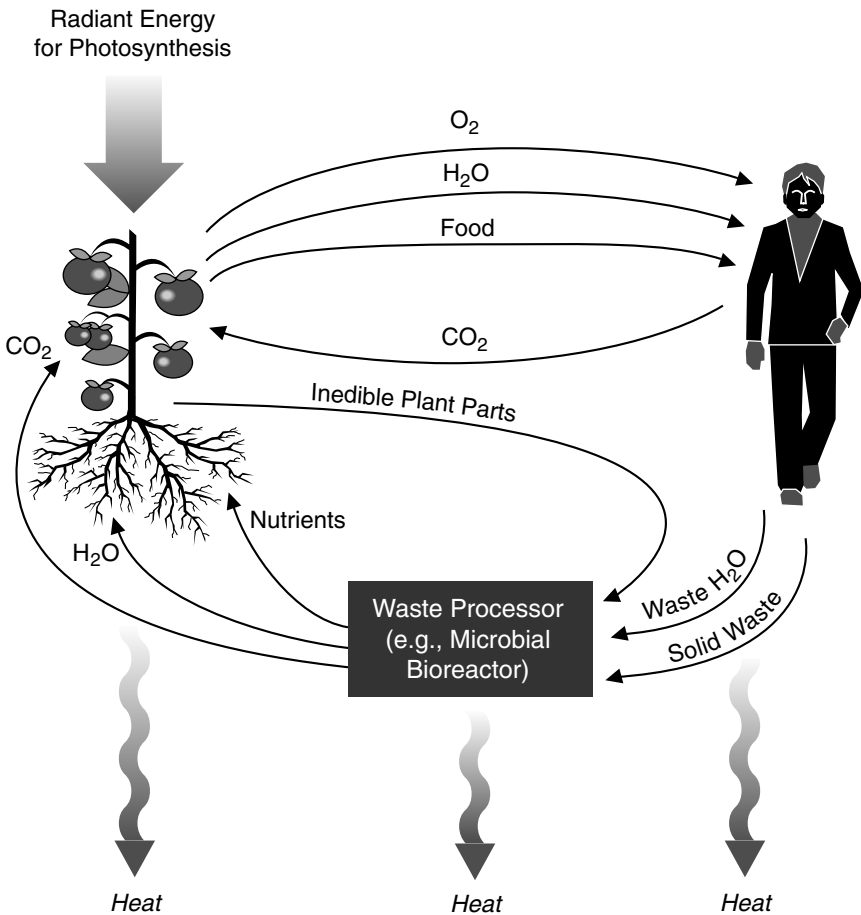 Radiant Energy
for Photosynthesis
O₂
H₂O
Food
CO₂
CO₂
Inedible Plant Parts
Nutrients
H₂O
Waste Processor
(e.g., Microbial
Bioreactor)
Waste H₂O
Solid Waste
Heat
Heat
Heat